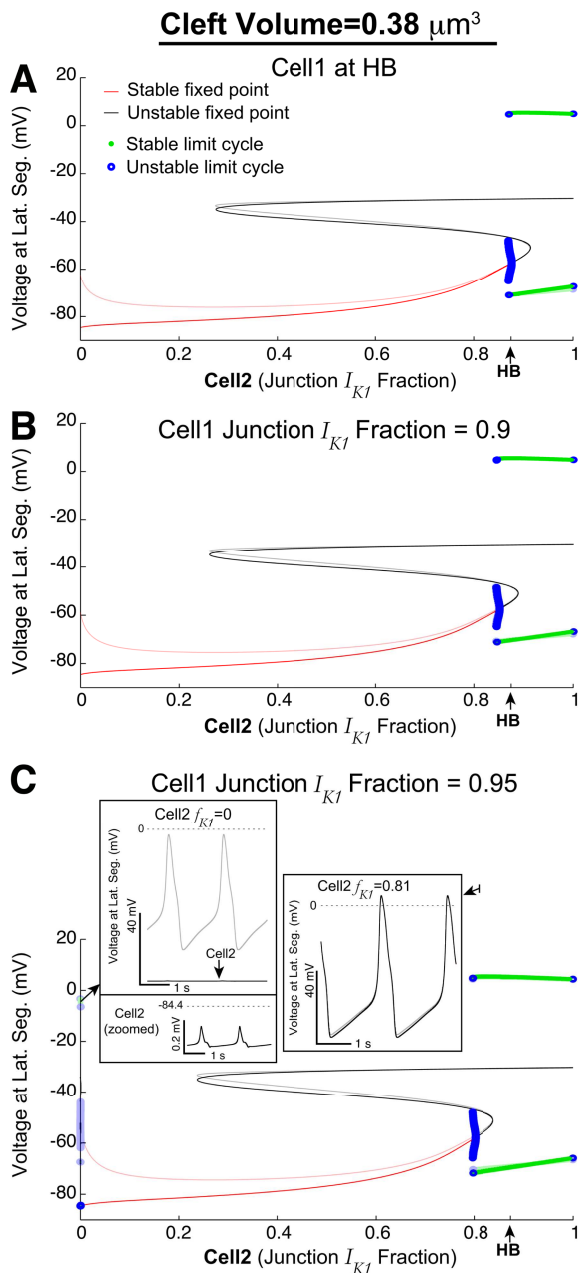 Cleft Volume=0.38 μm³
A
Cell1 at HB
Voltage at Lat. Seg. (mV)
20
0
-20
-40
-60
-80
Stable fixed point
Unstable fixed point
Stable limit cycle
Unstable limit cycle
0
0.2
0.4
0.6
0.8
1
HB
Cell2 (Junction I_K1 Fraction)
B
Cell1 Junction I_K1 Fraction = 0.9
Voltage at Lat. Seg. (mV)
20
0
-20
-40
-60
-80
0
0.2
0.4
0.6
0.8
1
HB
Cell2 (Junction I_K1 Fraction)
C
Cell1 Junction I_K1 Fraction = 0.95
Cell2 f_K1=0
0
Voltage at Lat. Seg. (mV)
40 mV
Cell2
1 s
Cell2
(zoomed)
-84.4
0.2 mV
1 s
Cell2 f_K1=0.81
0
Voltage at Lat. Seg. (mV)
40 mV
1 s
Voltage at Lat. Seg. (mV)
20
0
-20
-40
-60
-80
0
0.2
0.4
0.6
0.8
1
HB
Cell2 (Junction I_K1 Fraction)